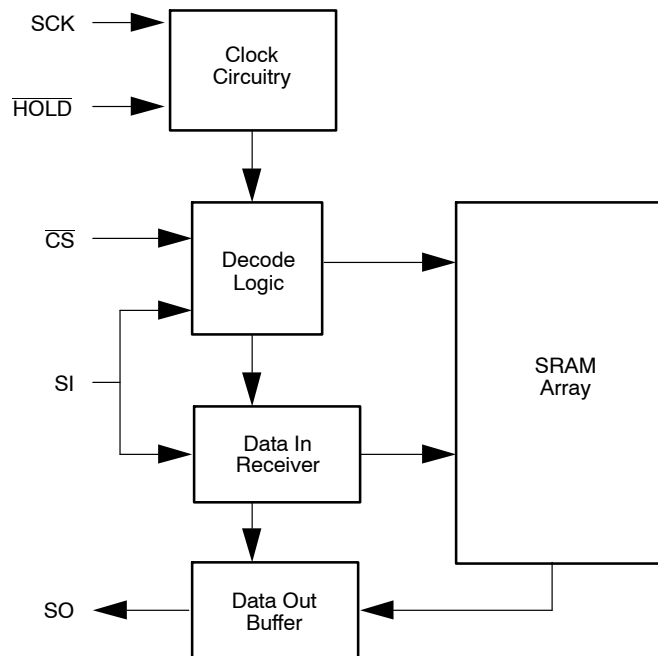 SCK
Clock
Circuitry
HOLD
CS
Decode
Logic
SI
SRAM
Array
Data In
Receiver
SO
Data Out
Buffer